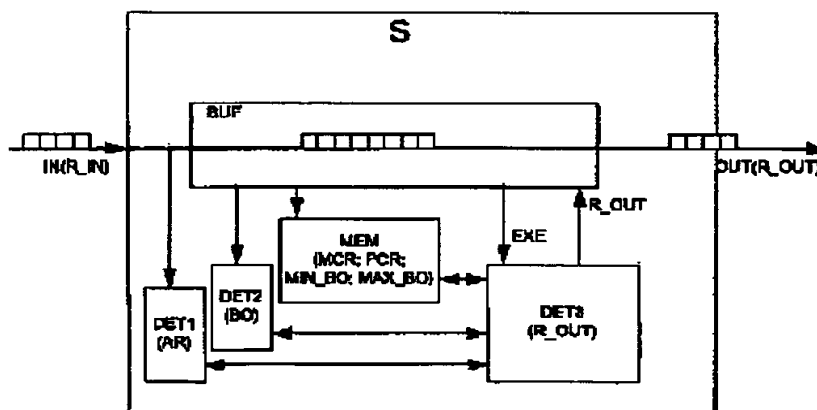 S
BUF
IN(R_IN)
OUT(R_OUT)
R_OUT
EXE
MEM
(MCR; PCR;
MIN_BO; MAX_BO)
DET2
(BO)
DET1
(AR)
DET3
(R_OUT)